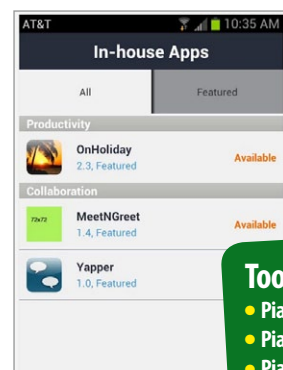 AT&T 10:35 AM
In-house Apps
All Featured
Productivity
OnHoliday
2.3, Featured
Available
Collaboration
72x72
MeetNGreet
1.4, Featured
Available
Yapper
1.0, Featured
Too
• Pia
• Pia
• Pia